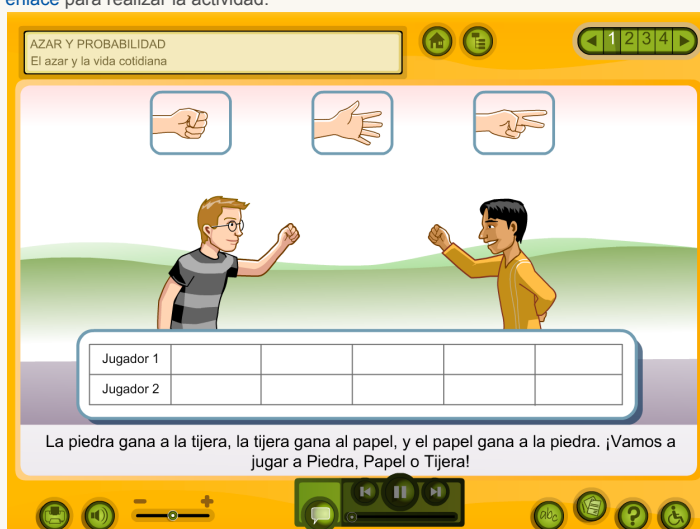 enlace para realizar la actividad.
AZAR Y PROBABILIDAD
El azar y la vida cotidiana
1 2 3 4
Jugador 1
Jugador 2
La piedra gana a la tijera, la tijera gana al papel, y el papel gana a la piedra. ¡Vamos a
jugar a Piedra, Papel o Tijera!
- +
abc ?